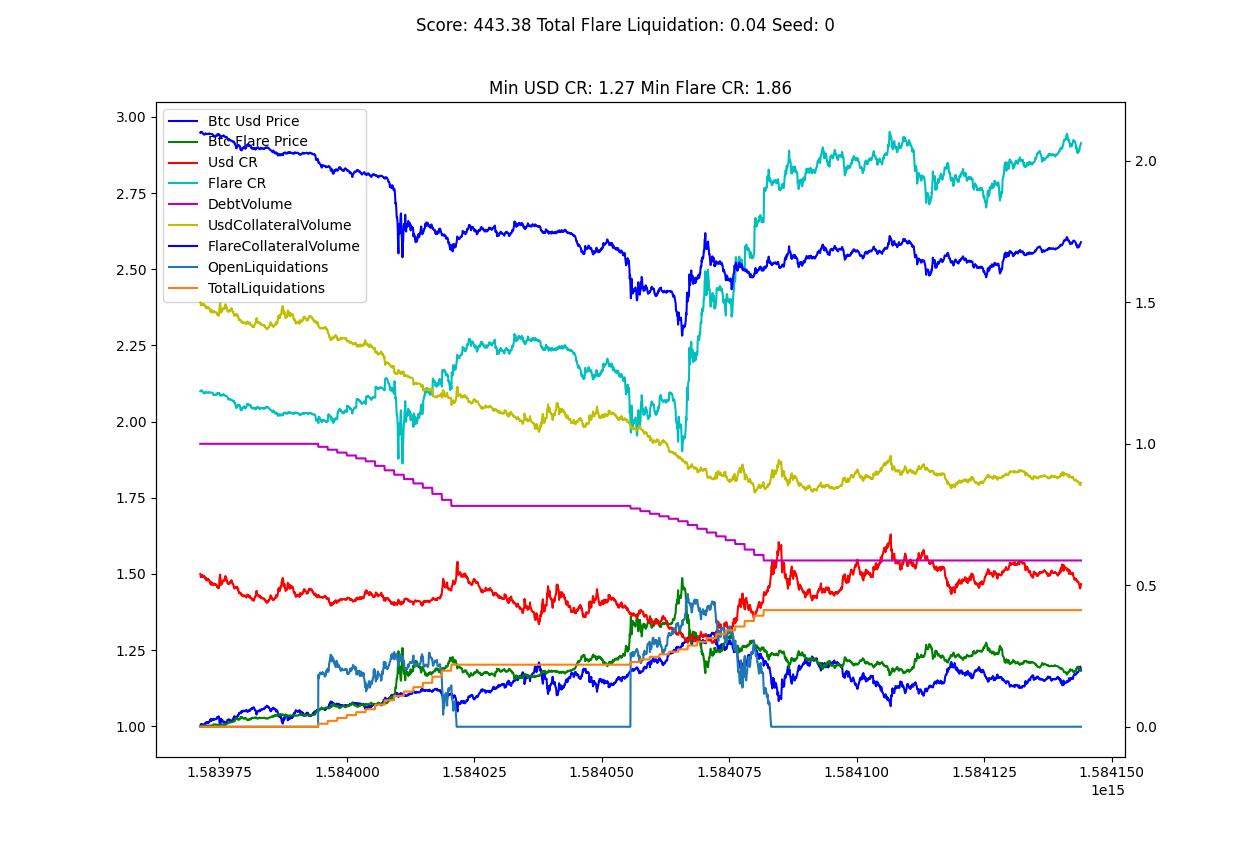 Score: 443.38 Total Flare Liquidation: 0.04 Seed: 0
Min USD CR: 1.27 Min Flare CR: 1.86
Btc Usd Price
Btc Flare Price
Usd CR
Flare CR
DebtVolume
UsdCollateralVolume
FlareCollateralVolume
OpenLiquidations
TotalLiquidations
3.00
2.75
2.50
2.25
2.00
1.75
1.50
1.25
1.00
2.0
1.5
1.0
0.5
0.0
1.583975 1.584000 1.584025 1.584050 1.584075 1.584100 1.584125 1.584150
1e15